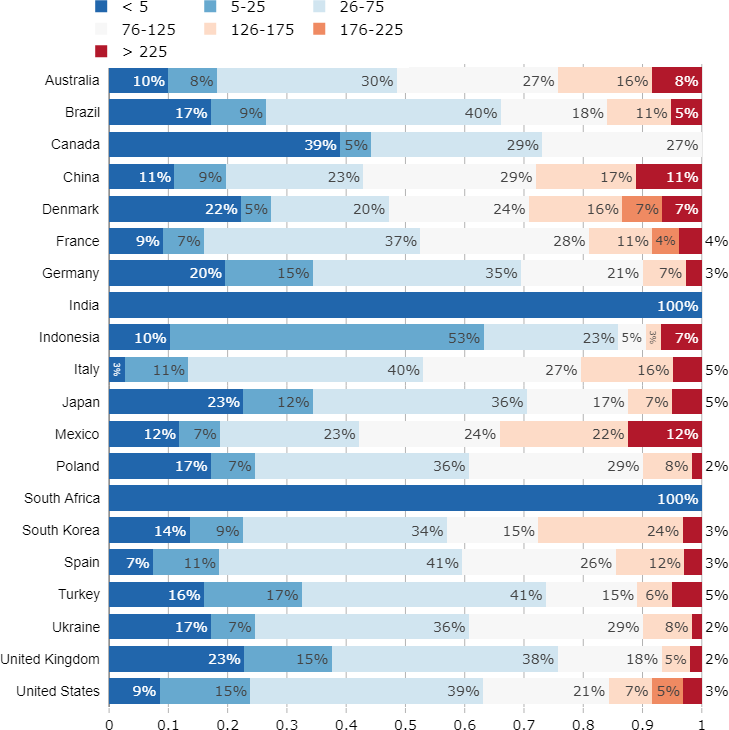 < 5 5-25 26-75
76-125 126-175 176-225
> 225
Australia 10% 8% 30% 27% 16% 8%
Brazil 17% 9% 40% 18% 11% 5%
Canada 39% 5% 29% 27%
China 11% 9% 23% 29% 17% 11%
Denmark 22% 5% 20% 24% 16% 7% 7%
France 9% 7% 37% 28% 11% 4% 4%
Germany 20% 15% 35% 21% 7% 3%
India 100%
Indonesia 10% 53% 23% 5% 3% 7%
Italy 3% 11% 40% 27% 16% 5%
Japan 23% 12% 36% 17% 7% 5%
Mexico 12% 7% 23% 24% 22% 12%
Poland 17% 7% 36% 29% 8% 2%
South Africa 100%
South Korea 14% 9% 34% 15% 24% 3%
Spain 7% 11% 41% 26% 12% 3%
Turkey 16% 17% 41% 15% 6% 5%
Ukraine 17% 7% 36% 29% 8% 2%
United Kingdom 23% 15% 38% 18% 5% 2%
United States 9% 15% 39% 21% 7% 5% 3%
0 0.1 0.2 0.3 0.4 0.5 0.6 0.7 0.8 0.9 1